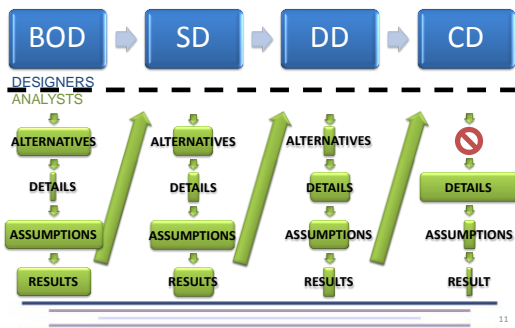 BOD SD DD CD
DESIGNERS
ANALYSTS
ALTERNATIVES ALTERNATIVES ALTERNATIVES
DETAILS DETAILS DETAILS DETAILS
ASSUMPTIONS ASSUMPTIONS ASSUMPTIONS ASSUMPTIONS
RESULTS RESULTS RESULTS RESULT
11